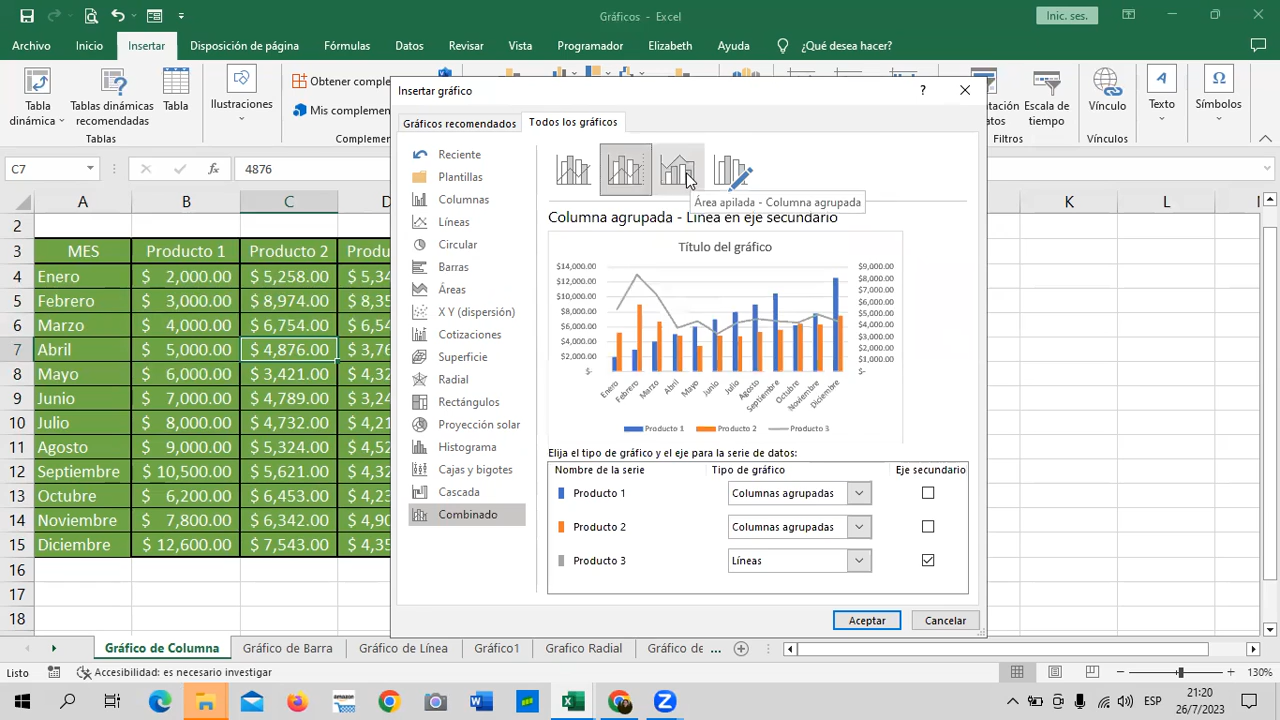 Gráficos - Excel
Inic. ses.
Archivo Inicio Insertar Disposición de página Fórmulas Datos Revisar Vista Programador Elizabeth Ayuda ¿Qué desea hacer?
Tabla dinámica
Tablas dinámicas recomendadas
Tabla
Ilustraciones
Obtener comple
Mis complemen
Escala de tiempo
Vínculo
Texto
Símbolos
Tablas
Complemen
Filtros
Vínculos
C7
4876
A B C D K L
2
3 MES Producto 1 Producto 2 Produ
4 Enero $ 2,000.00 $ 5,258.00 $ 5,34
5 Febrero $ 3,000.00 $ 8,974.00 $ 8,35
6 Marzo $ 4,000.00 $ 6,754.00 $ 6,54
7 Abril $ 5,000.00 $ 4,876.00 $ 3,76
8 Mayo $ 6,000.00 $ 3,421.00 $ 4,32
9 Junio $ 7,000.00 $ 4,789.00 $ 3,24
10 Julio $ 8,000.00 $ 4,732.00 $ 4,21
11 Agosto $ 9,000.00 $ 5,324.00 $ 4,52
12 Septiembre $ 10,500.00 $ 5,621.00 $ 4,32
13 Octubre $ 6,200.00 $ 6,453.00 $ 4,23
14 Noviembre $ 7,800.00 $ 6,342.00 $ 4,90
15 Diciembre $ 12,600.00 $ 7,543.00 $ 4,35
16
17
18
Insertar gráfico
?
Gráficos recomendados Todos los gráficos
Reciente
Plantillas
Columnas
Líneas
Circular
Barras
Áreas
X Y (dispersión)
Cotizaciones
Superficie
Radial
Rectángulos
Proyección solar
Histograma
Cajas y bigotes
Cascada
Combinado
Área apilada - Columna agrupada
Columna agrupada - Línea en eje secundario
Título del gráfico
$14,000.00
$12,000.00
$10,000.00
$8,000.00
$6,000.00
$4,000.00
$2,000.00
$-
$9,000.00
$8,000.00
$7,000.00
$6,000.00
$5,000.00
$4,000.00
$3,000.00
$2,000.00
$1,000.00
$-
Enero Febrero Marzo Abril Mayo Junio Julio Agosto Septiembre Octubre Noviembre Diciembre
Producto 1 Producto 2 Producto 3
Elija el tipo de gráfico y el eje para la serie de datos:
Nombre de la serie Tipo de gráfico Eje secundario
Producto 1 Columnas agrupadas
Producto 2 Columnas agrupadas
Producto 3 Líneas
Aceptar Cancelar
Gráfico de Columna Gráfico de Barra Gráfico de Línea Gráfico1 Grafico Radial Gráfico de ...
Listo Accesibilidad: es necesario investigar 130%
amazon
ESP
21:20
26/7/2023